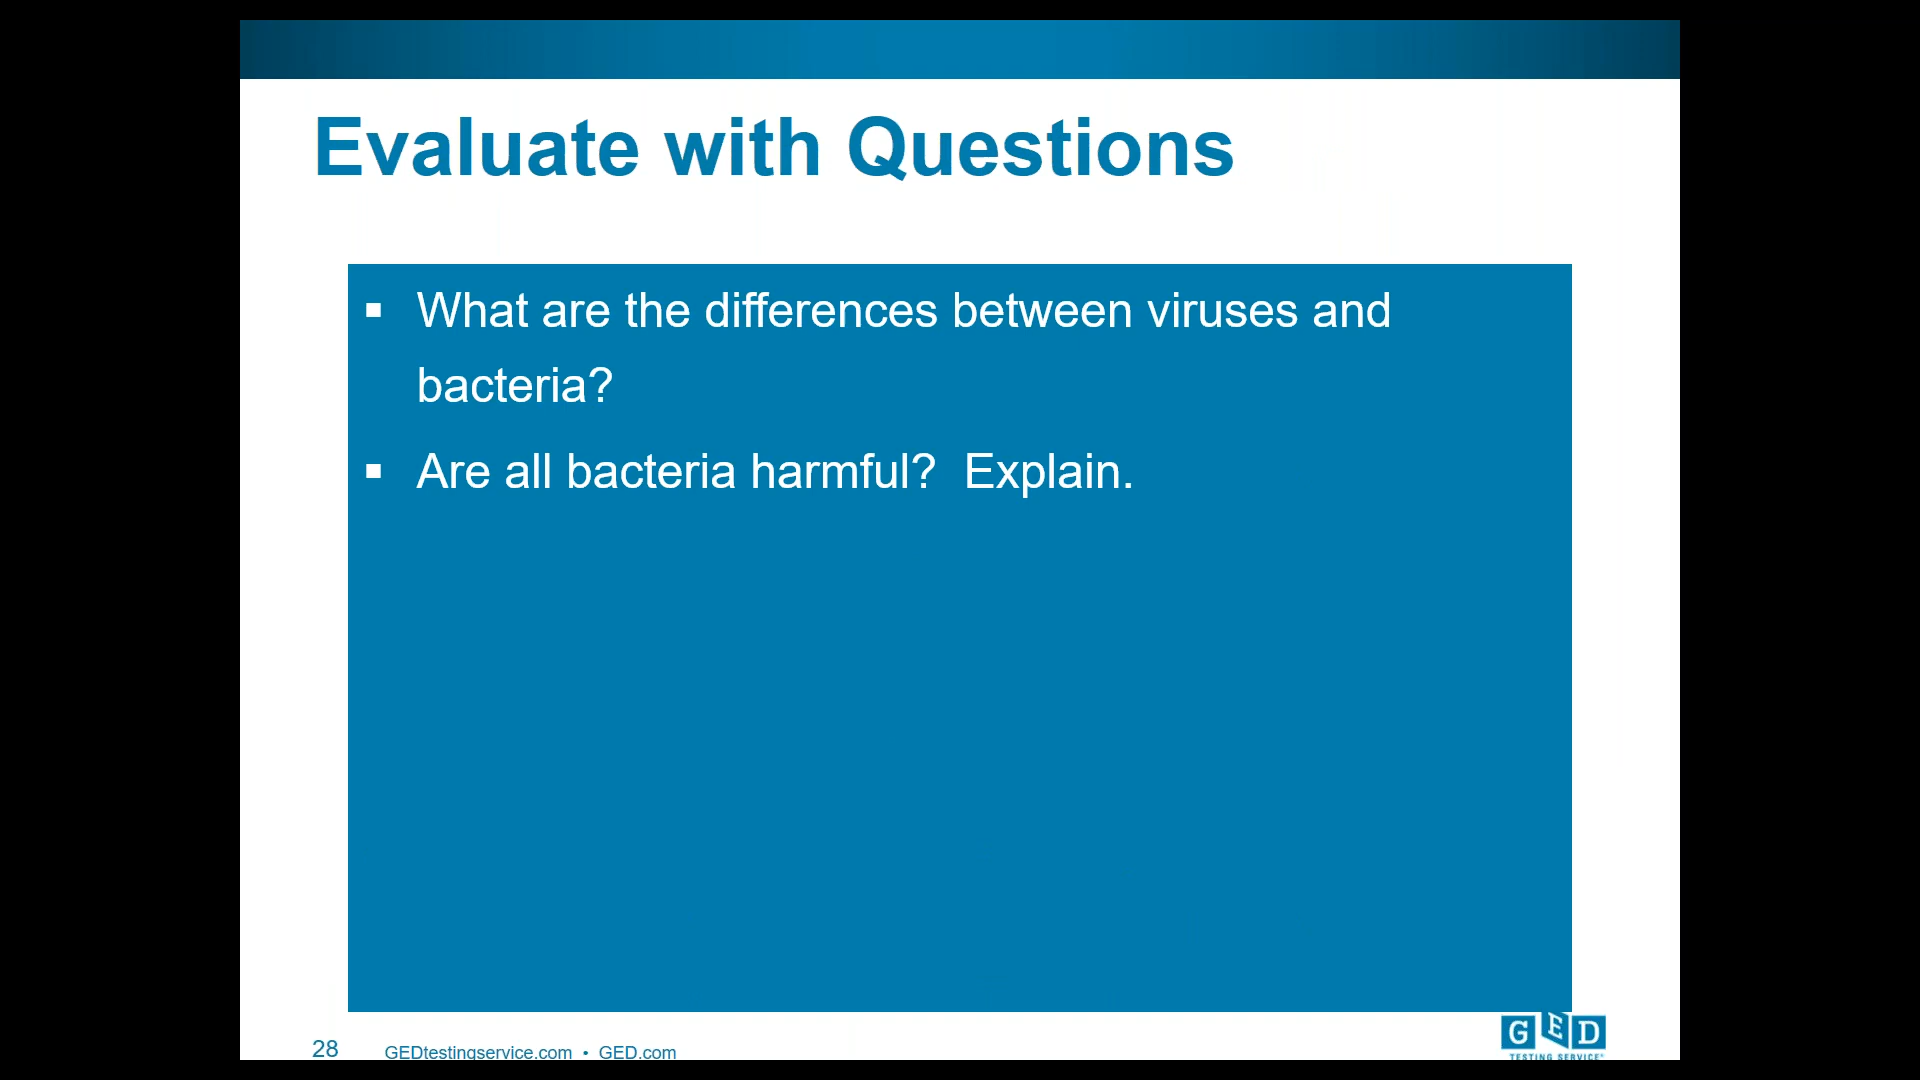 Evaluate with Questions
▪ What are the differences between viruses and
bacteria?
▪ Are all bacteria harmful?  Explain.
28 GEDtestingservice.com • GED.com
GED
TESTING SERVICE